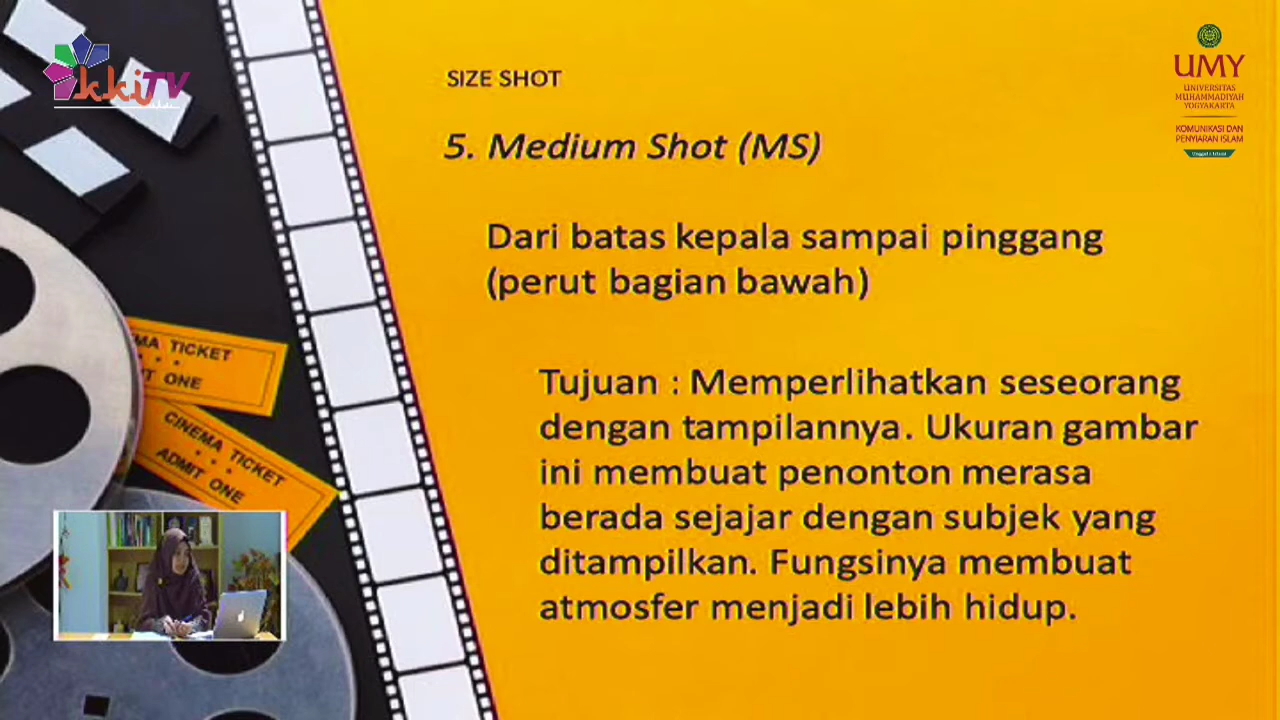 kkiTV
SIZE SHOT
5. Medium Shot (MS)
Dari batas kepala sampai pinggang
(perut bagian bawah)
Tujuan : Memperlihatkan seseorang
dengan tampilannya. Ukuran gambar
ini membuat penonton merasa
berada sejajar dengan subjek yang
ditampilkan. Fungsinya membuat
atmosfer menjadi lebih hidup.
UMY
UNIVERSITAS
MUHAMMADIYAH
YOGYAKARTA
KOMUNIKASI DAN
PENYIARAN ISLAM
TICKET
ONE
CINEMA TICKET
ADMIT ONE